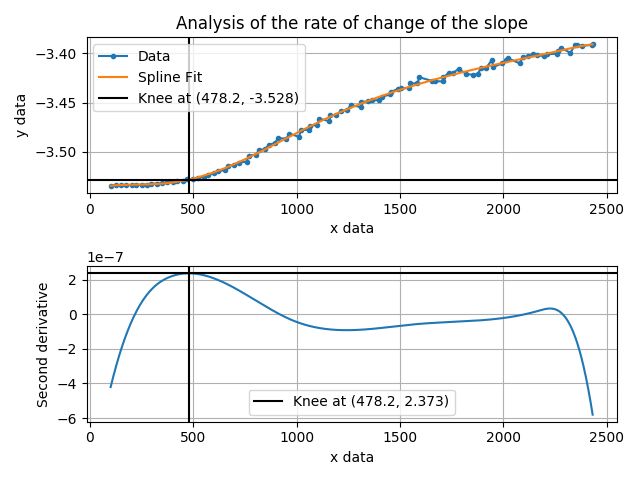 Analysis of the rate of change of the slope
−3.40
−3.45
−3.50
y data
Data
Spline Fit
Knee at (478.2, -3.528)
0
500
1000
1500
2000
2500
x data
1e−7
2
0
−2
−4
−6
Second derivative
Knee at (478.2, 2.373)
0
500
1000
1500
2000
2500
x data